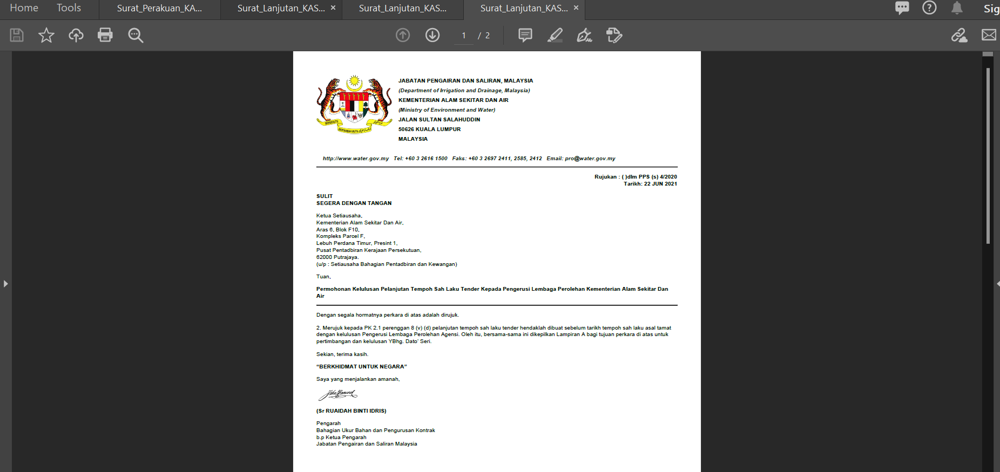 Home Tools Surat_Perakuan_KA... Surat_Lanjutan_KAS... × Surat_Lanjutan_KAS... Surat_Lanjutan_KAS... × Sig
1 / 2
JABATAN PENGAIRAN DAN SALIRAN, MALAYSIA
(Department of Irrigation and Drainage, Malaysia)
KEMENTERIAN ALAM SEKITAR DAN AIR
(Ministry of Environment and Water)
JALAN SULTAN SALAHUDDIN
50626 KUALA LUMPUR
MALAYSIA
BERSEKUTU
BERTAMBAH MUTU
http://www.water.gov.my Tel: +60 3 2616 1500 Faks: +60 3 2697 2411, 2585, 2412 Email: pro@water.gov.my
Rujukan : ( )dlm PPS (s) 4/2020
Tarikh: 22 JUN 2021
SULIT
SEGERA DENGAN TANGAN
Ketua Setiausaha,
Kementerian Alam Sekitar Dan Air,
Aras 6, Blok F10,
Kompleks Parcel F,
Lebuh Perdana Timur, Presint 1,
Pusat Pentadbiran Kerajaan Persekutuan,
62000 Putrajaya.
(u/p : Setiausaha Bahagian Pentadbiran dan Kewangan)
Tuan,
Permohonan Kelulusan Pelanjutan Tempoh Sah Laku Tender Kepada Pengerusi Lembaga Perolehan Kementerian Alam Sekitar Dan
Air
Dengan segala hormatnya perkara di atas adalah dirujuk.
2. Merujuk kepada PK 2.1 perenggan 8 (v) (d) pelanjutan tempoh sah laku tender hendaklah dibuat sebelum tarikh tempoh sah laku asal tamat
dengan kelulusan Pengerusi Lembaga Perolehan Agensi. Oleh itu, bersama-sama ini dikepilkan Lampiran A bagi tujuan perkara di atas untuk
pertimbangan dan kelulusan YBhg. Dato' Seri.
Sekian, terima kasih.
“BERKHIDMAT UNTUK NEGARA”
Saya yang menjalankan amanah,
John Hancock
(Sr RUAIDAH BINTI IDRIS)
Pengarah
Bahagian Ukur Bahan dan Pengurusan Kontrak
b.p Ketua Pengarah
Jabatan Pengairan dan Saliran Malaysia